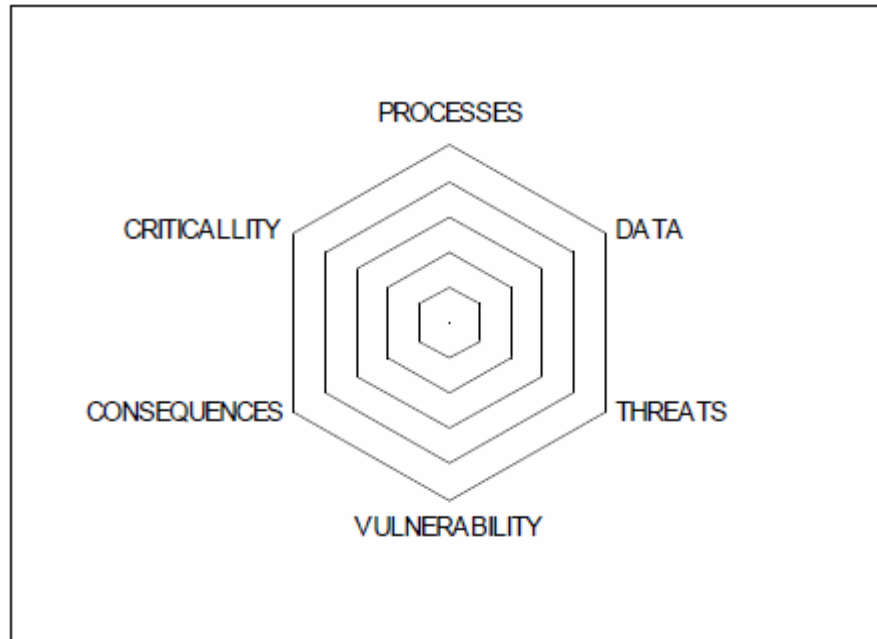 PROCESSES
CRITICALLITY
DATA
CONSEQUENCES
THREATS
VULNERABILITY